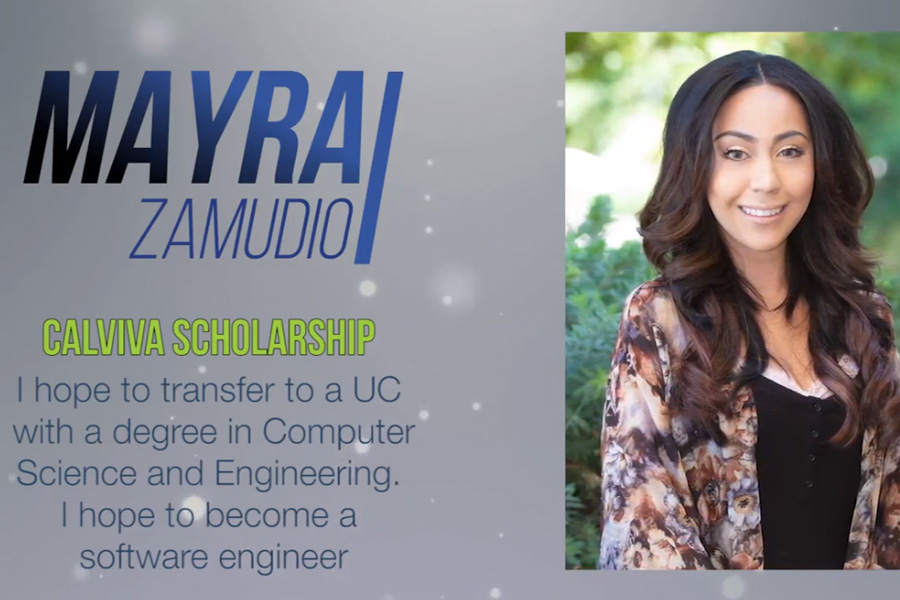 MAYRA
ZAMUDIO
CALVIVA SCHOLARSHIP
I hope to transfer to a UC
with a degree in Computer
Science and Engineering.
I hope to become a
software engineer